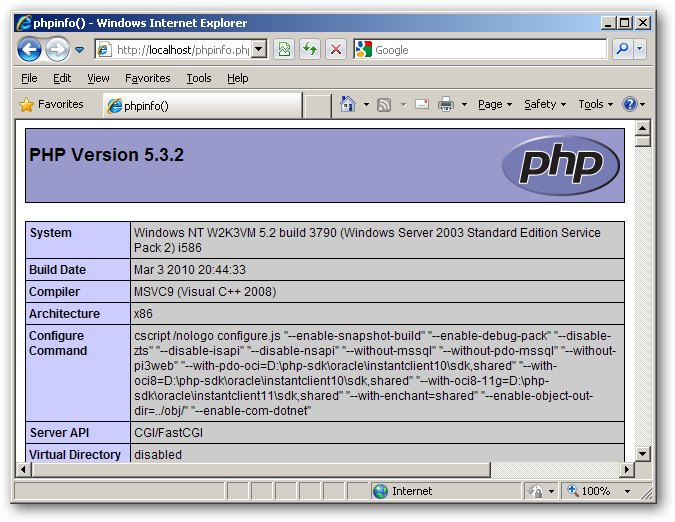 phpinfo() - Windows Internet Explorer
http://localhost/phpinfo.php
Google
File Edit View Favorites Tools Help
Favorites phpinfo() Page Safety Tools
PHP Version 5.3.2
php
System Windows NT W2K3VM 5.2 build 3790 (Windows Server 2003 Standard Edition Service
Pack 2) i586
Build Date Mar 3 2010 20:44:33
Compiler MSVC9 (Visual C++ 2008)
Architecture x86
Configure cscript /nologo configure.js "--enable-snapshot-build" "--enable-debug-pack" "--disable-
Command zts" "--disable-isapi" "--disable-nsapi" "--without-mssql" "--without-pdo-mssql" "--without-
pi3web" "--with-pdo-oci=D:\php-sdk\oracle\instantclient10\sdk,shared" "--with-
oci8=D:\php-sdk\oracle\instantclient10\sdk,shared" "--with-oci8-11g=D:\php-
sdk\oracle\instantclient11\sdk,shared" "--with-enchant=shared" "--enable-object-out-
dir=../obj/" "--enable-com-dotnet"
Server API CGI/FastCGI
Virtual Directory disabled
Internet 100%